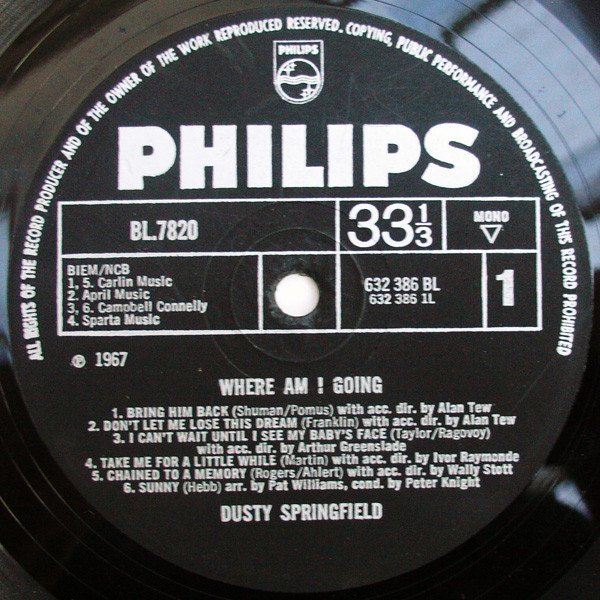 ALL RIGHTS OF THE RECORD PRODUCER AND OF THE OWNER OF THE WORK REPRODUCED RESERVED. COPYING, PUBLIC PERFORMANCE AND BROADCASTING OF THIS RECORD PROHIBITED
PHILIPS
PHILIPS
BL.7820
33⅓
MONO
BIEM/NCB
1, 5. Carlin Music
2. April Music
3, 6. Campbell Connelly
4. Sparta Music
632 386 BL
632 386 1L
1
℗ 1967
WHERE AM I GOING
1. BRING HIM BACK (Shuman/Pomus) with acc. dir. by Alan Tew
2. DON'T LET ME LOSE THIS DREAM (Franklin) with acc. dir. by Alan Tew
3. I CAN'T WAIT UNTIL I SEE MY BABY'S FACE (Taylor/Ragovoy)
with acc. dir. by Arthur Greenslade
4. TAKE ME FOR A LITTLE WHILE (Martin) with acc. dir. by Ivor Raymonde
5. CHAINED TO A MEMORY (Rogers/Ahlert) with acc. dir. by Wally Stott
6. SUNNY (Hebb) arr. by Pat Williams, cond. by Peter Knight
DUSTY SPRINGFIELD